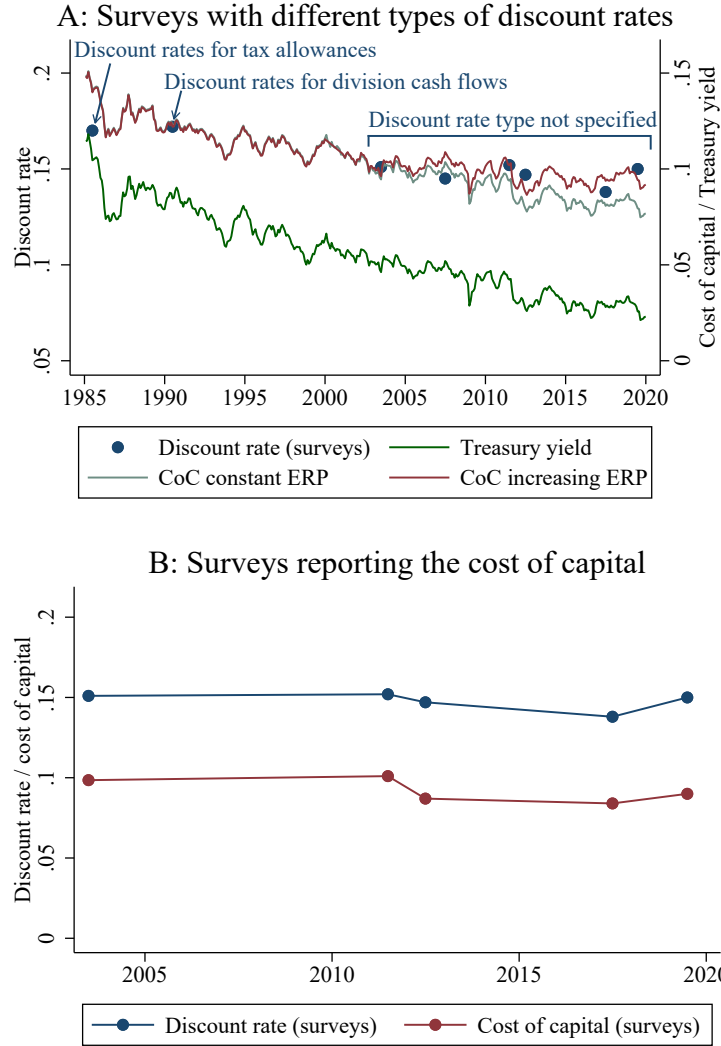 A: Surveys with different types of discount rates
Discount rates for tax allowances
Discount rates for division cash flows
Discount rate type not specified
Discount rate
.2
.15
.1
.05
Cost of capital / Treasury yield
.15
.1
.05
0
1985 1990 1995 2000 2005 2010 2015 2020
Discount rate (surveys) Treasury yield
CoC constant ERP CoC increasing ERP
B: Surveys reporting the cost of capital
Discount rate / cost of capital
.2
.15
.1
.05
0
2005 2010 2015 2020
Discount rate (surveys) Cost of capital (surveys)